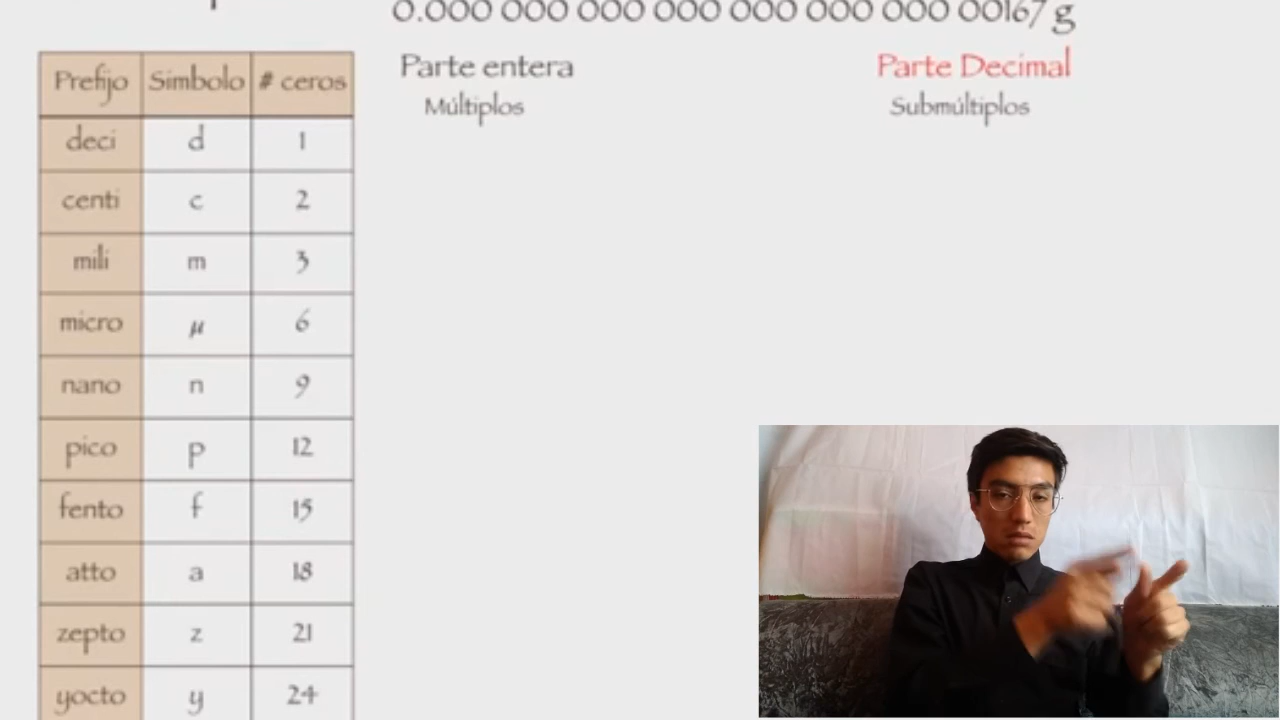 0.000 000 000 000 000 000 000 00167 g
Parte entera
Parte Decimal
Múltiplos
Submúltiplos
Prefijo Simbolo # ceros
deci d 1
centi c 2
mili m 3
micro µ 6
nano n 9
pico p 12
fento f 15
atto a 18
zepto z 21
yocto y 24